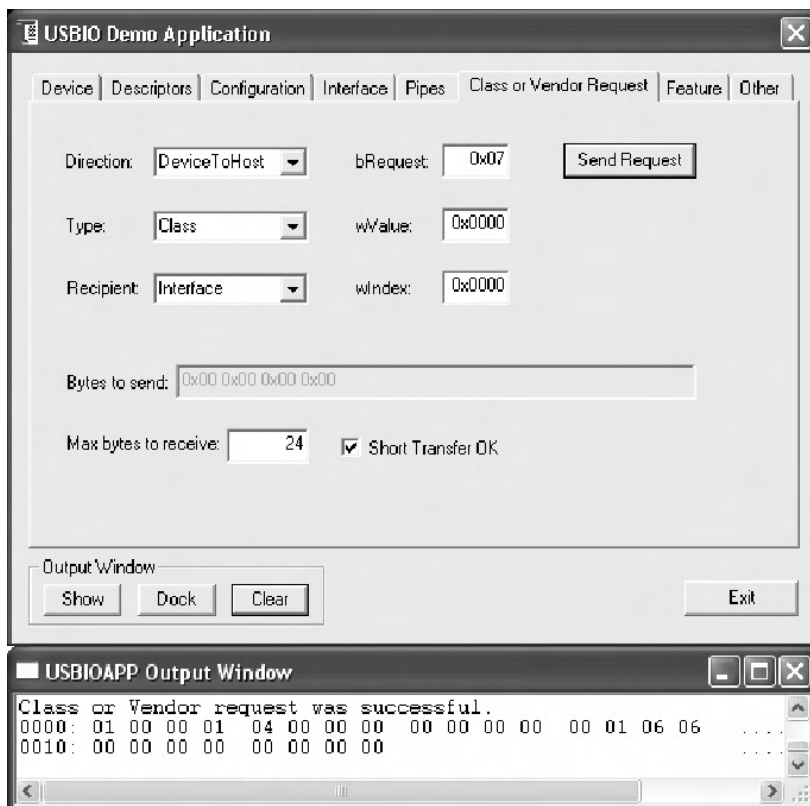 USBIO Demo Application
Device Descriptors Configuration Interface Pipes Class or Vendor Request Feature Other
Direction: DeviceToHost bRequest: 0x07 Send Request
Type: Class wValue: 0x0000
Recipient: Interface wIndex: 0x0000
Bytes to send: 0x00 0x00 0x00 0x00
Max bytes to receive: 24 Short Transfer OK
Output Window
Show Dock Clear Exit
USBIOAPP Output Window
Class or Vendor request was successful.
0000: 01 00 00 01 04 00 00 00 00 00 00 00 00 01 06 06 ....
0010: 00 00 00 00 00 00 00 00